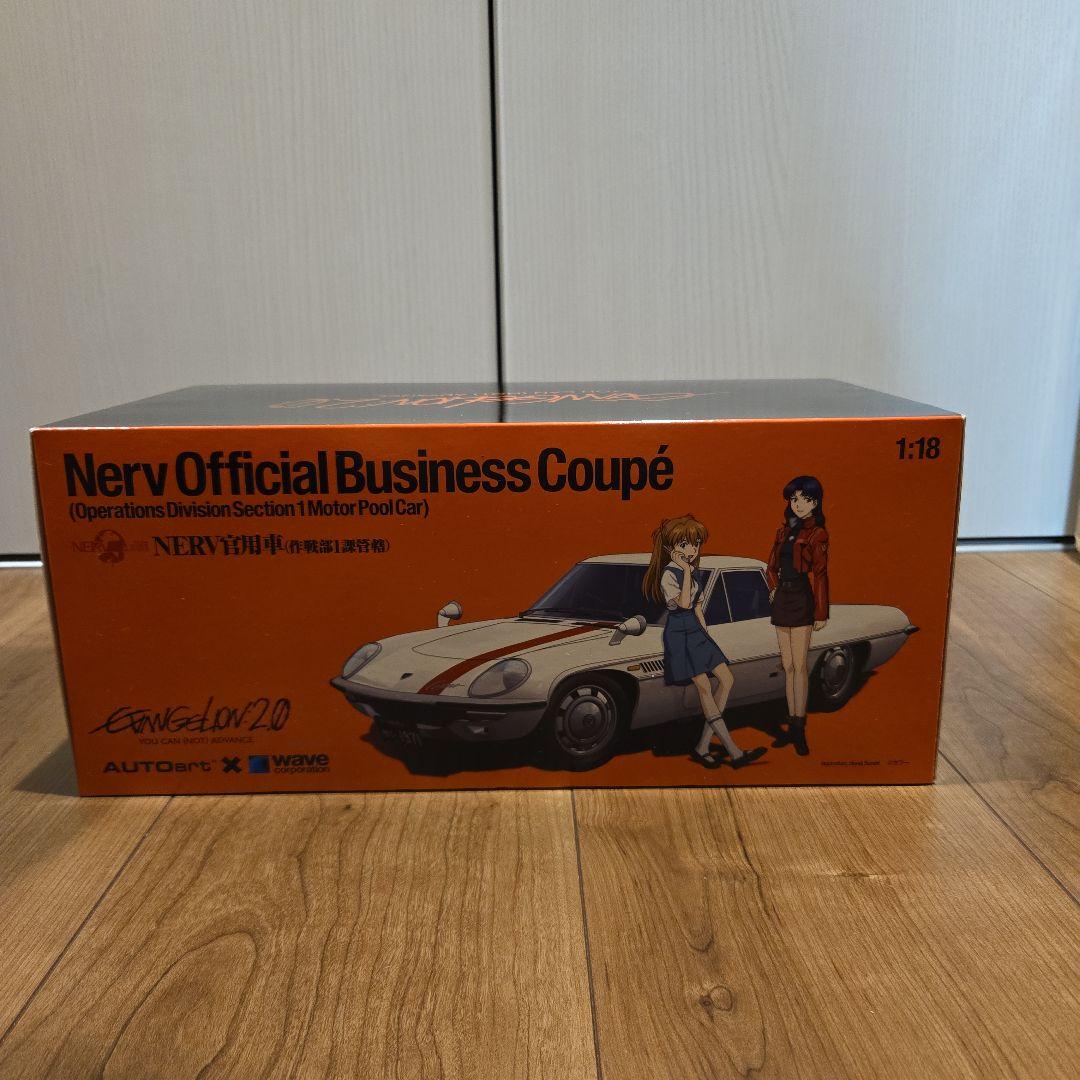 Nerv Official Business Coupé
1:18
(Operations Division Section 1 Motor Pool Car)
NERV官用車(作戦部1課管轄)
EVANGELION:2.0
YOU CAN (NOT) ADVANCE.
AUTOart™ × wave
corporation